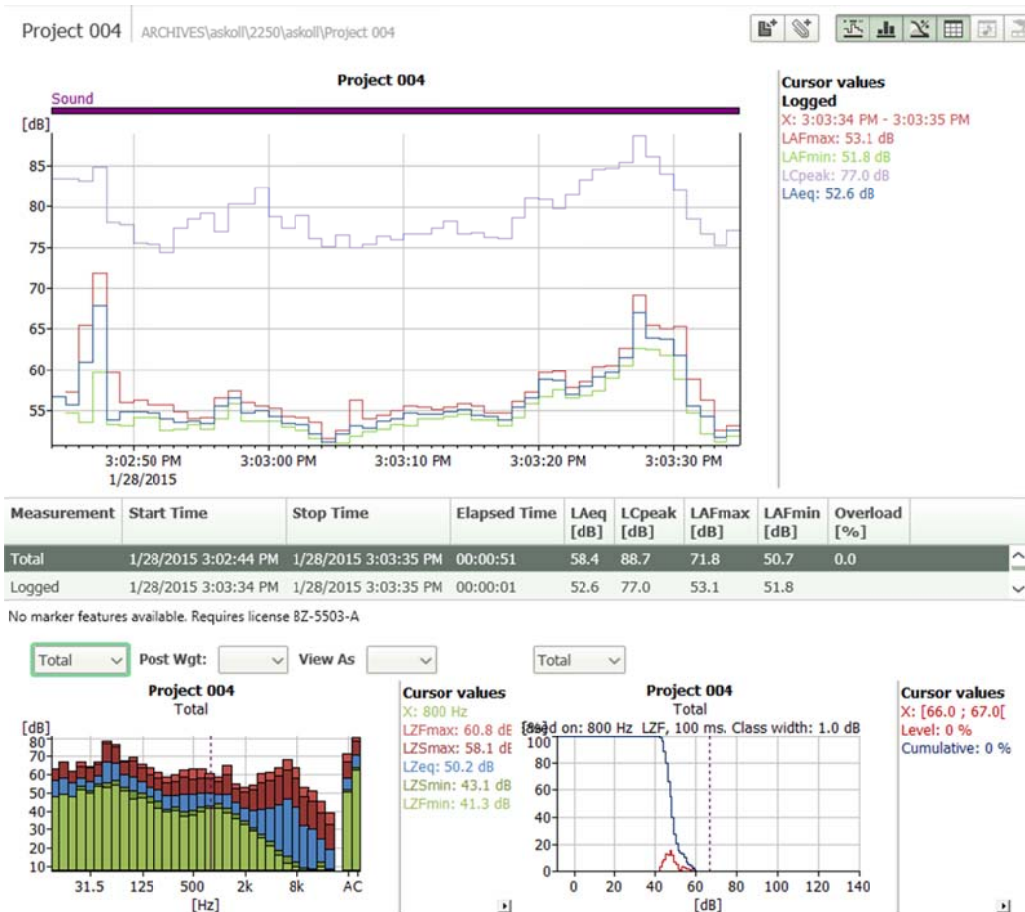 Project 004 ARCHIVES\askoll\2250\askoll\Project 004
Project 004
Sound
[dB]
85
80
75
70
65
60
55
3:02:50 PM 3:03:00 PM 3:03:10 PM 3:03:20 PM 3:03:30 PM
1/28/2015
Cursor values
Logged
X: 3:03:34 PM - 3:03:35 PM
LAFmax: 53.1 dB
LAFmin: 51.8 dB
LCpeak: 77.0 dB
LAeq: 52.6 dB
Measurement Start Time Stop Time Elapsed Time LAeq [dB] LCpeak [dB] LAFmax [dB] LAFmin [dB] Overload [%]
Total 1/28/2015 3:02:44 PM 1/28/2015 3:03:35 PM 00:00:51 58.4 88.7 71.8 50.7 0.0
Logged 1/28/2015 3:03:34 PM 1/28/2015 3:03:35 PM 00:00:01 52.6 77.0 53.1 51.8
No marker features available. Requires license BZ-5503-A
Total Post Wgt: View As Total
Project 004
Total
[dB]
80
70
60
50
40
30
20
10
31.5 125 500 2k 8k AC
[Hz]
Cursor values
X: 800 Hz
LZFmax: 60.8 dB
LZSmax: 58.1 dB
LZeq: 50.2 dB
LZSmin: 43.1 dB
LZFmin: 41.3 dB
Project 004
Total
on: 800 Hz LZF, 100 ms. Class width: 1.0 dB
100
80
60
40
20
0
0 20 40 60 80 100 120 140
[dB]
Cursor values
X: [66.0 ; 67.0[
Level: 0 %
Cumulative: 0 %